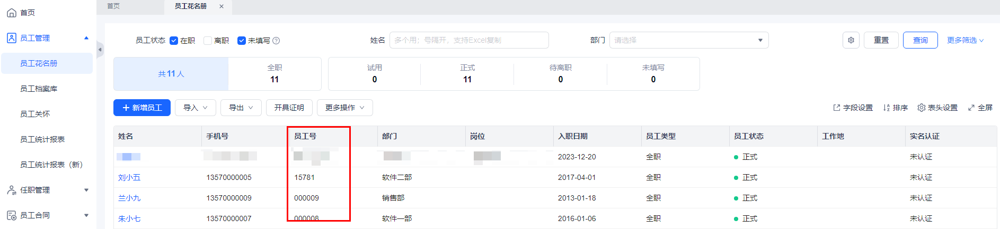 首页
员工管理
员工花名册
员工档案库
员工关怀
员工统计报表
员工统计报表（新）
任职管理
员工合同
首页 员工花名册 ×
员工状态 在职 离职 未填写 ? 姓名 多个用；号隔开，支持Excel复制 部门 请选择 重置 查询 更多筛选
共11人 全职 11 试用 0 正式 11 待离职 0 未填写 0
+ 新增员工 导入 导出 开具证明 更多操作 字段设置 排序 表头设置 全屏
姓名 手机号 员工号 部门 岗位 入职日期 员工类型 员工状态 工作地 实名认证
2023-12-20 全职 正式 未认证
刘小五 13570000005 15781 软件二部 2017-04-01 全职 正式 未认证
兰小九 13570000009 000009 销售部 2013-01-18 全职 正式 未认证
朱小七 13570000007 000008 软件一部 2016-01-06 全职 正式 未认证